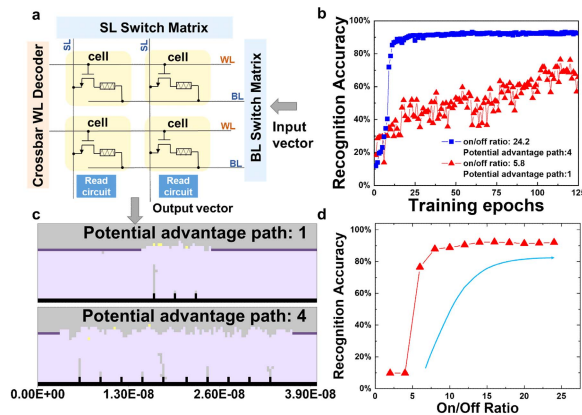 a
SL Switch Matrix
Crossbar WL Decoder
SL
SL
cell
cell
WL
BL
cell
cell
WL
BL
BL Switch Matrix
Read circuit
Read circuit
Input vector
Output vector
b
Recognition Accuracy
100%
80%
60%
40%
20%
0%
on/off ratio: 24.2
Potential advantage path:4
on/off ratio: 5.8
Potential advantage path:1
0 25 50 75 100 125
Training epochs
c
Potential advantage path: 1
Potential advantage path: 4
0.00E+00 1.30E-08 2.60E-08 3.90E-08
d
Recognition Accuracy
100%
80%
60%
40%
20%
0%
0 5 10 15 20 25
On/Off Ratio